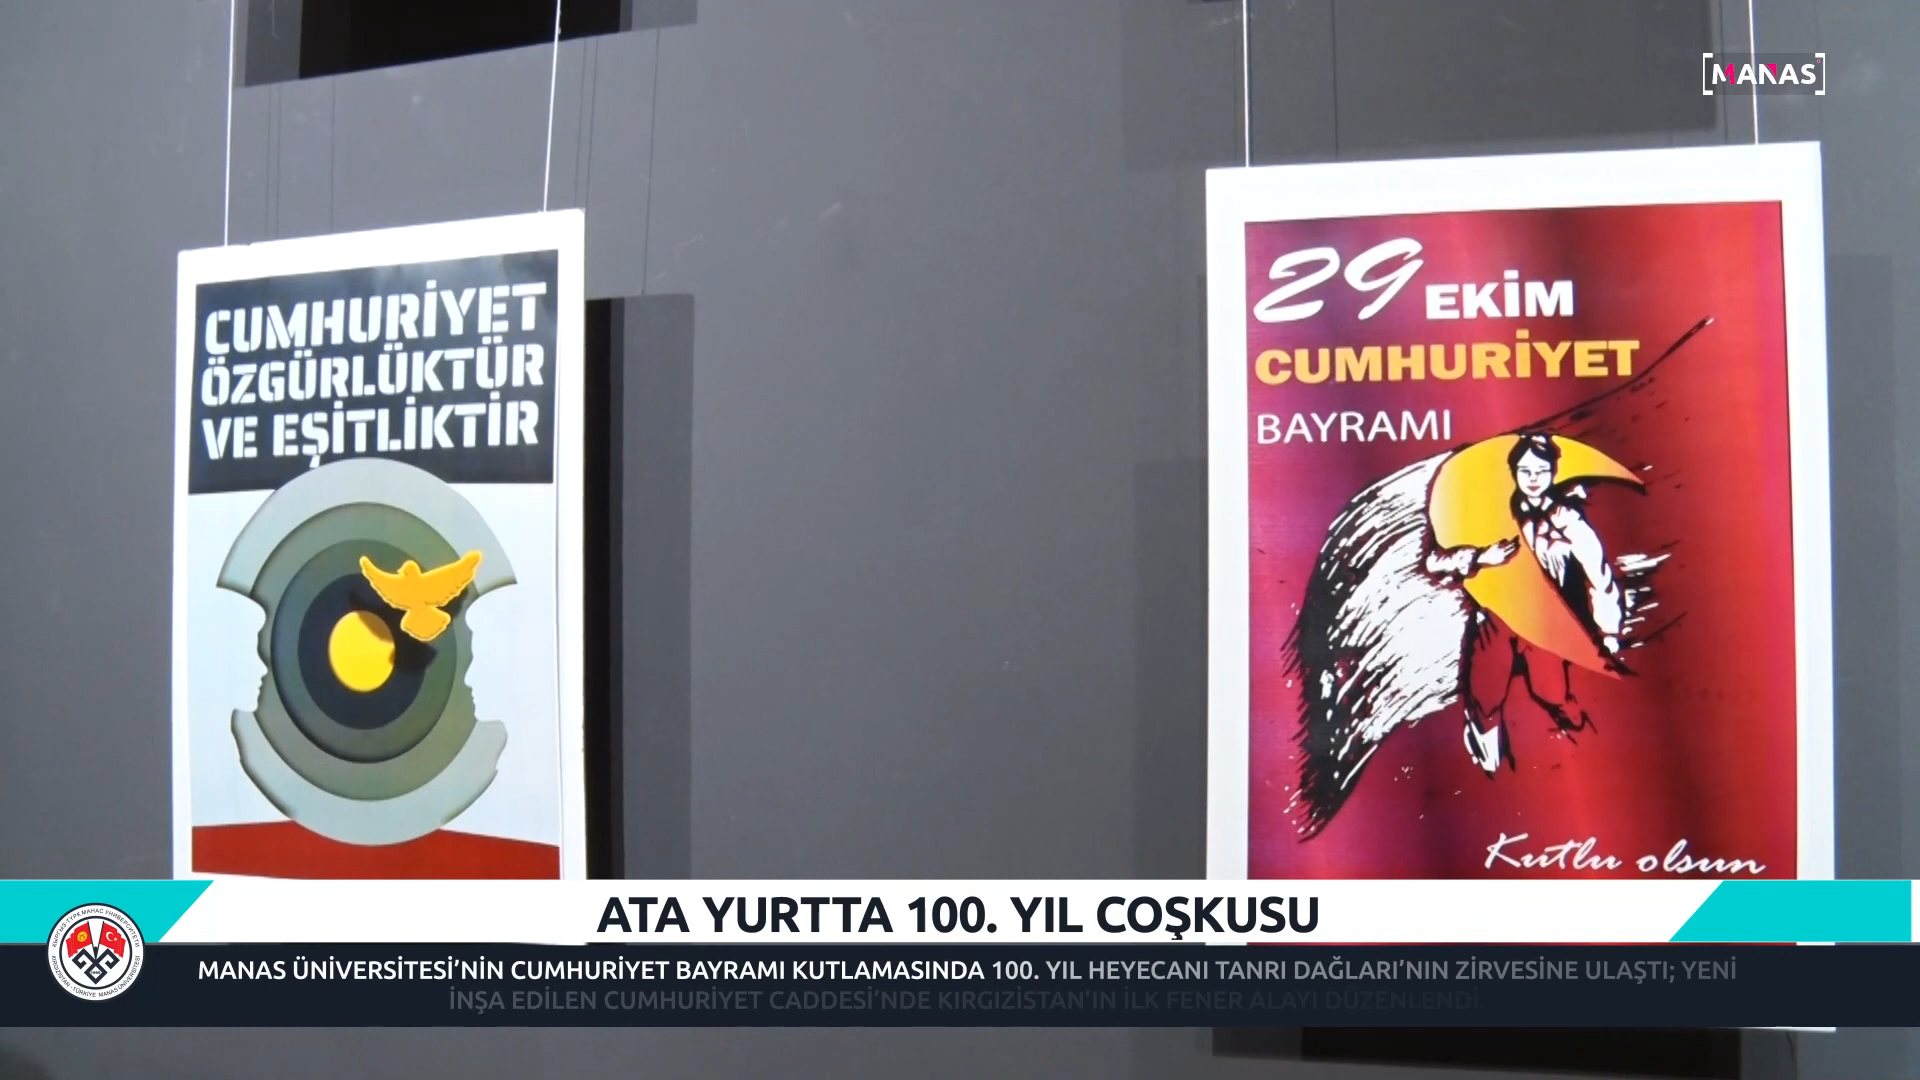 MANAS
CUMHURİYET
ÖZGÜRLÜKTÜR
VE EŞİTLİKTİR
29 EKİM
CUMHURİYET
BAYRAMI
Kutlu olsun
ATA YURTTA 100. YIL COŞKUSU
MANAS ÜNİVERSİTESİ’NİN CUMHURİYET BAYRAMI KUTLAMASINDA 100. YIL HEYECANI TANRI DAĞLARI’NIN ZİRVESİNE ULAŞTI; YENİ
İNŞA EDİLEN CUMHURİYET CADDESİ’NDE KIRGIZİSTAN’IN İLK FENER ALAYI DÜZENLENDİ.